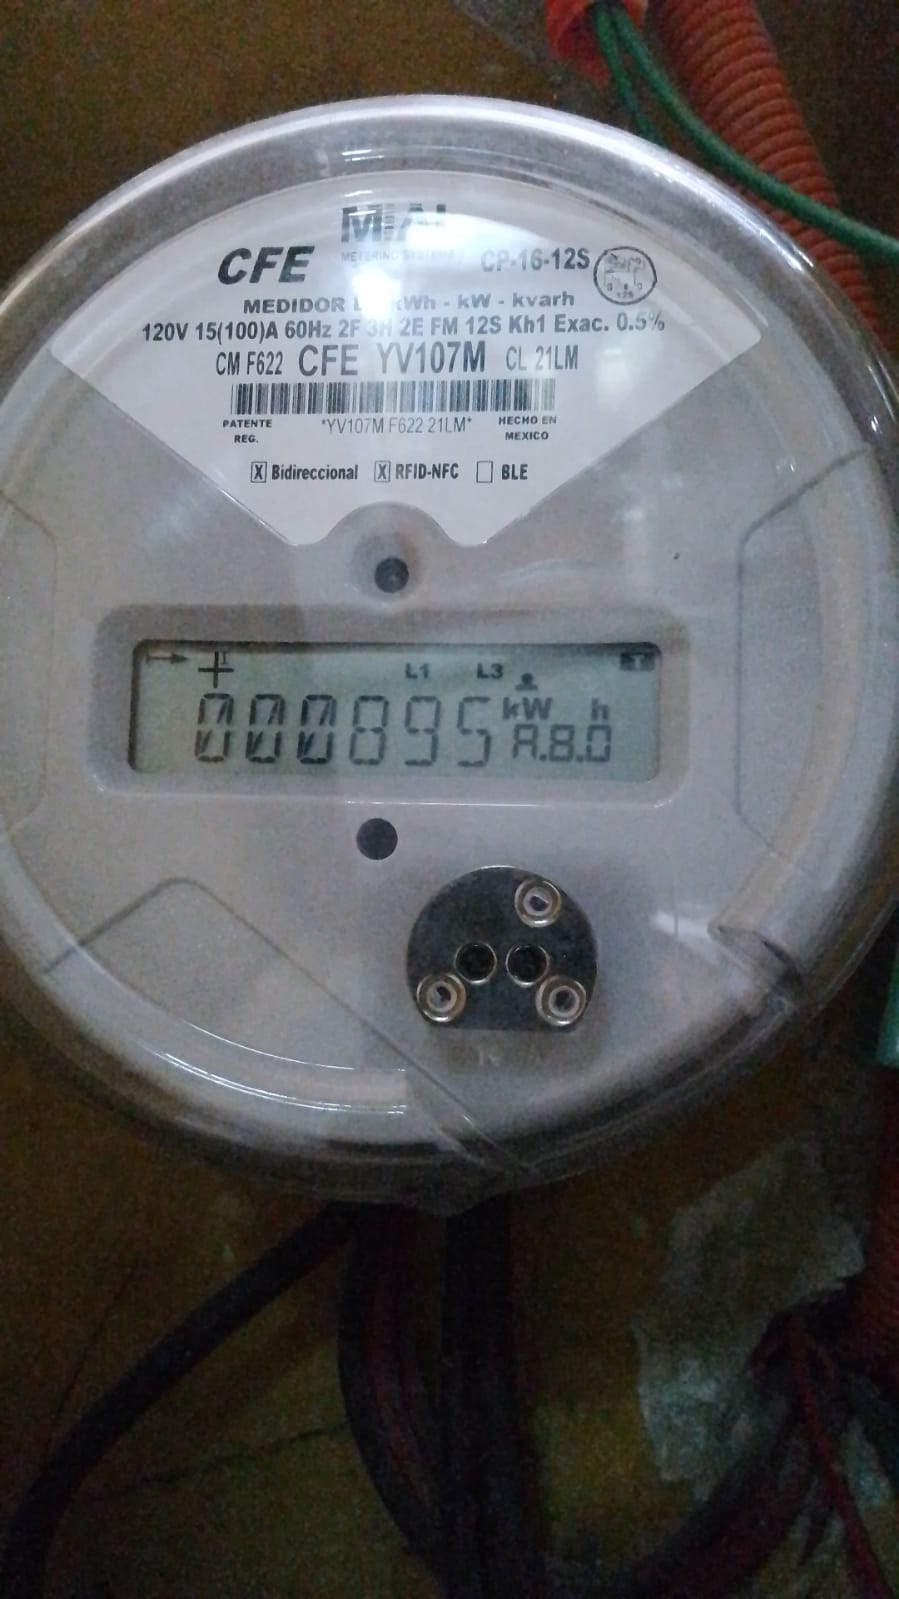 CFE
METERING SYSTEMS
CP-16-12S
MEDIDOR kWh - kW - kvarh
120V 15(100)A 60Hz 2F 3H 2E FM 12S Kh1 Exac. 0.5%
CM F622 CFE YV107M CL 21LM
PATENTE REG.
*YV107M F622 21LM*
HECHO EN MEXICO
X Bidireccional X RFID-NFC BLE
L1 L3 T
000895 kW h
A.8.0